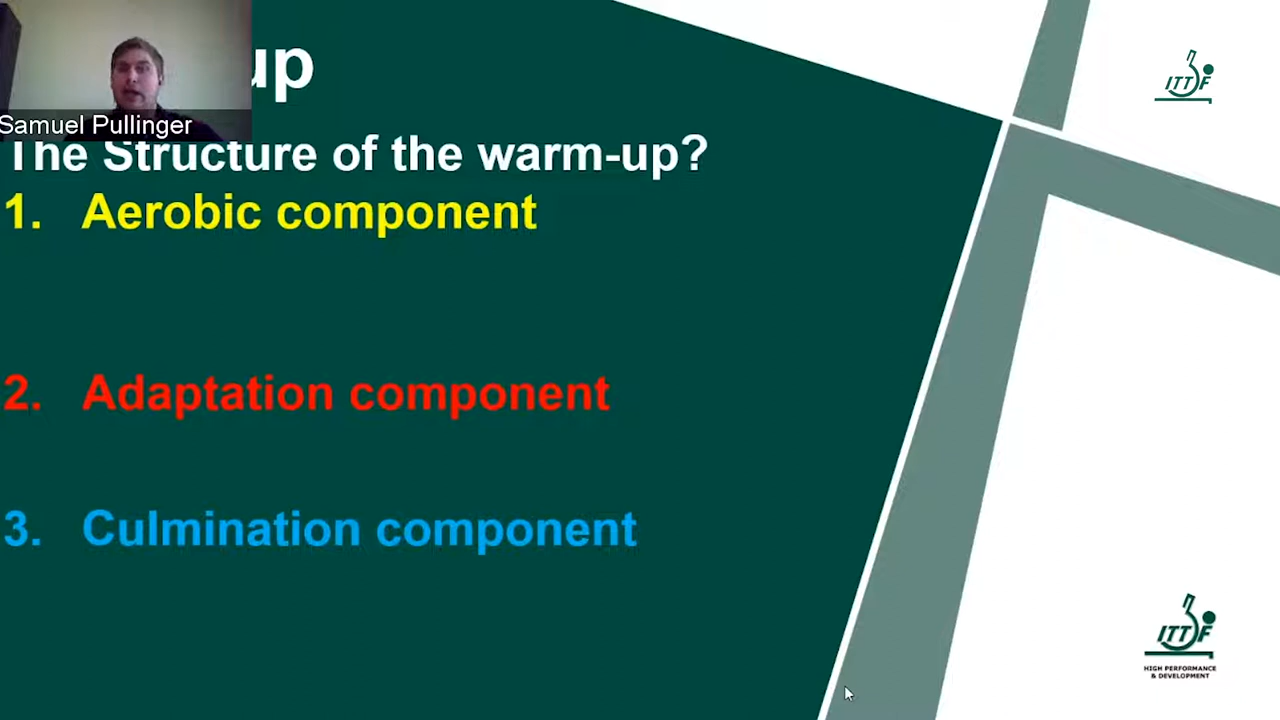 up
Samuel Pullinger
The Structure of the warm-up?
1. Aerobic component
2. Adaptation component
3. Culmination component
ITTF
ITTF
HIGH PERFORMANCE
& DEVELOPMENT